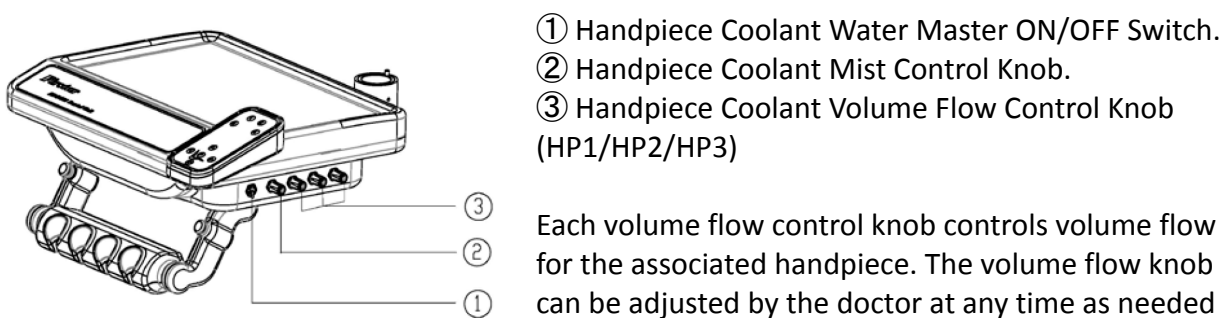 ① Handpiece Coolant Water Master ON/OFF Switch.
② Handpiece Coolant Mist Control Knob.
③ Handpiece Coolant Volume Flow Control Knob
(HP1/HP2/HP3)
Each volume flow control knob controls volume flow
for the associated handpiece. The volume flow knob
can be adjusted by the doctor at any time as needed
③
②
①